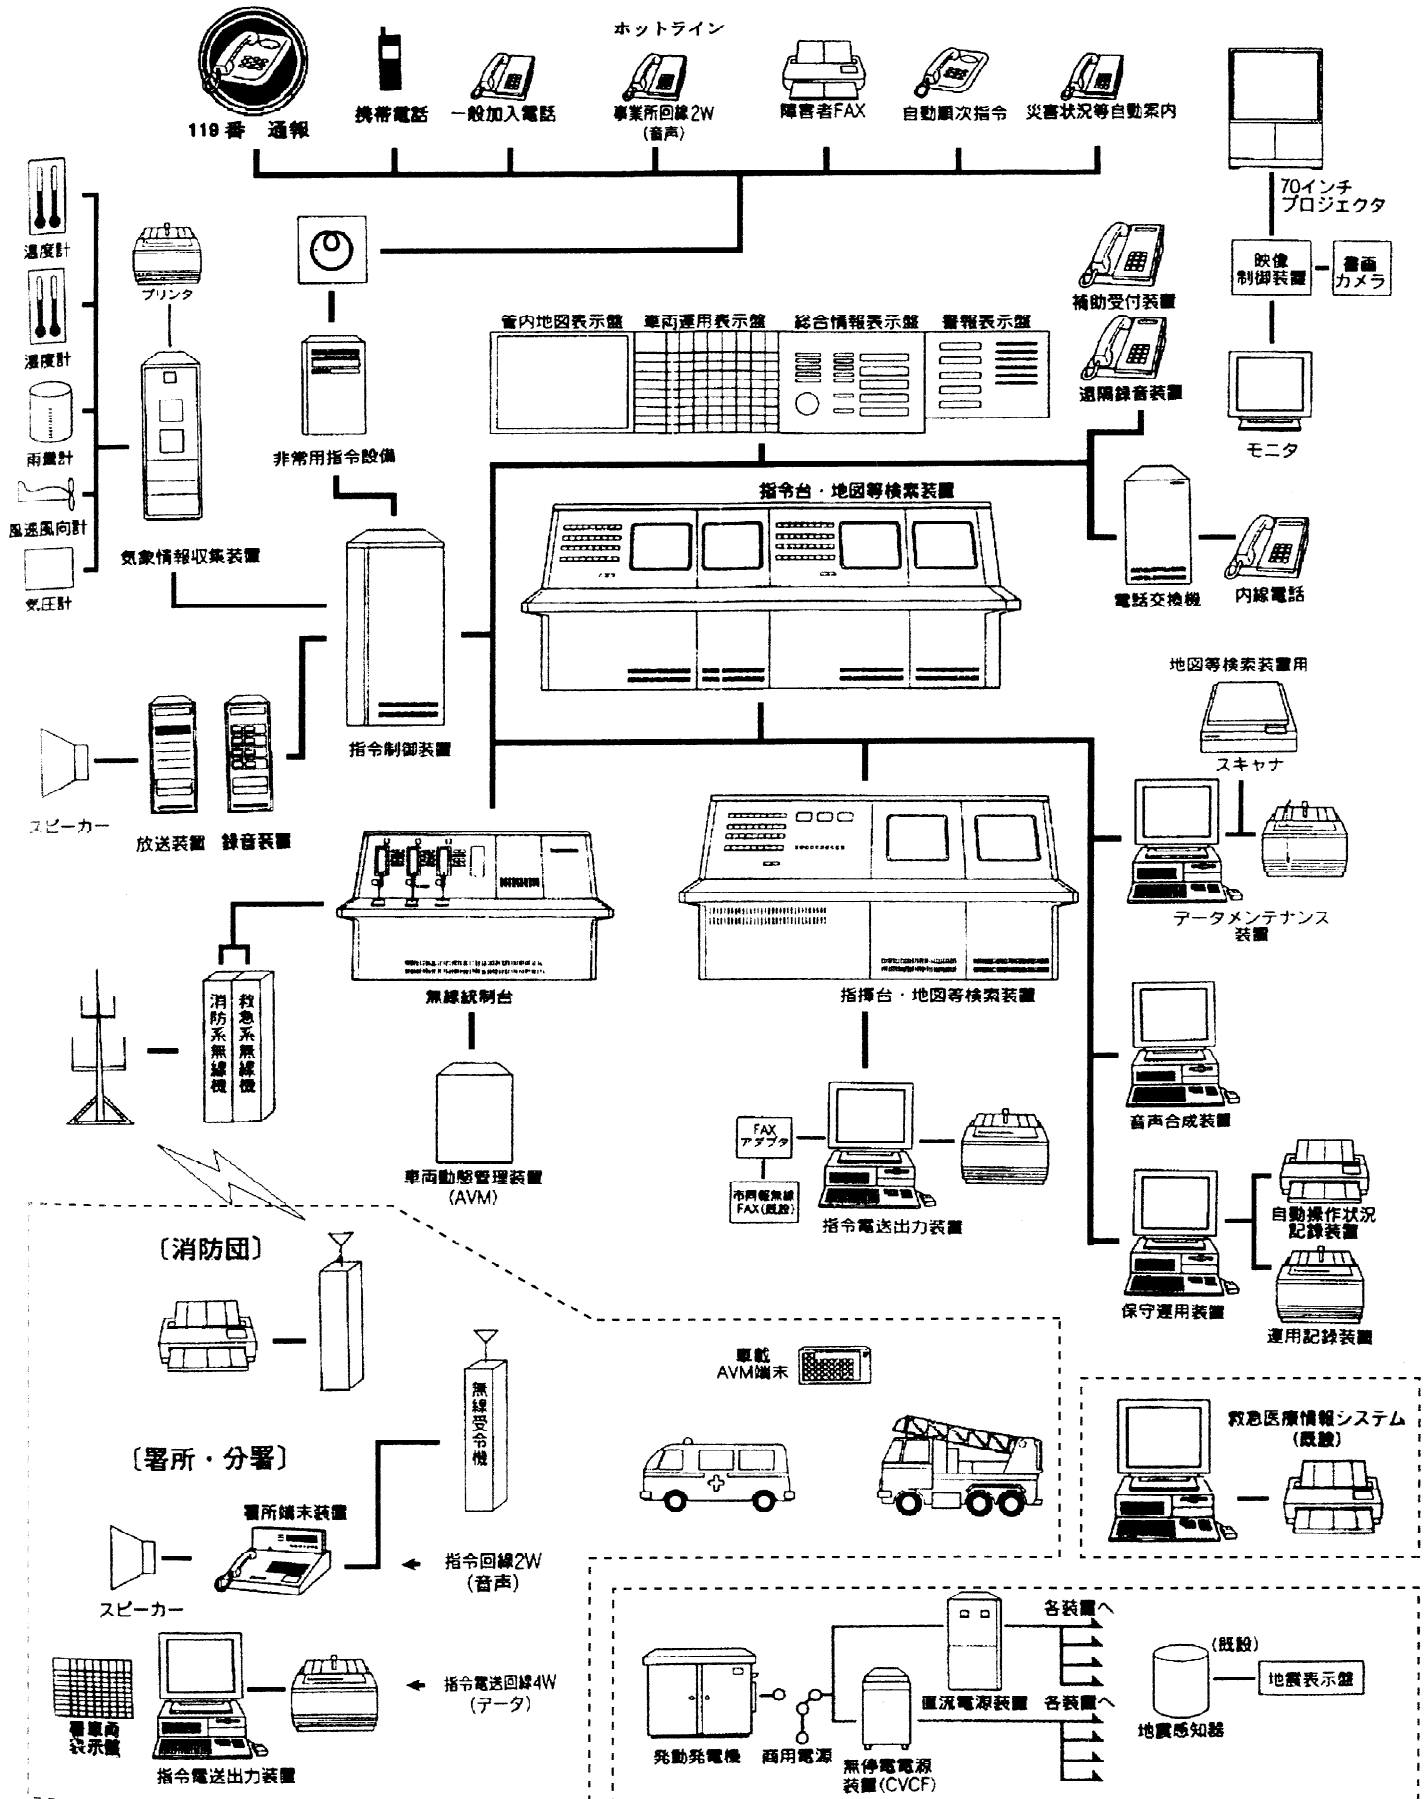 ホットライン
119番 通報
携帯電話
一般加入電話
事業所回線2W
(音声)
障害者FAX
自動順次指令
災害状況等自動案内
70インチ
プロジェクタ
温度計
プリンタ
映像
制御装置
書画
カメラ
補助受付装置
管内地図表示盤
車両運用表示盤
総合情報表示盤
警報表示盤
湿度計
遠隔録音装置
モニタ
雨量計
非常用指令設備
指令台・地図等検索装置
風速風向計
気象情報収集装置
気圧計
電話交換機
内線電話
地図等検索装置用
指令制御装置
スキャナ
スピーカー
放送装置
録音装置
データメンテナンス
装置
無線統制台
指揮台・地図等検索装置
消防系無線機
救急系無線機
音声合成装置
FAX
アダプタ
車両動態管理装置
(AVM)
市同報無線
FAX(既設)
指令電送出力装置
自動操作状況
記録装置
〔消防団〕
保守運用装置
運用記録装置
車載
AVM端末
無線受令機
救急医療情報システム
(既設)
〔署所・分署〕
署所端末装置
指令回線2W
(音声)
スピーカー
各装置へ
(既設)
指令電送回線4W
(データ)
地震表示盤
直流電源装置
各装置へ
署車両
表示盤
地震感知器
発動発電機
商用電源
無停電電源
装置(CVCF)
指令電送出力装置